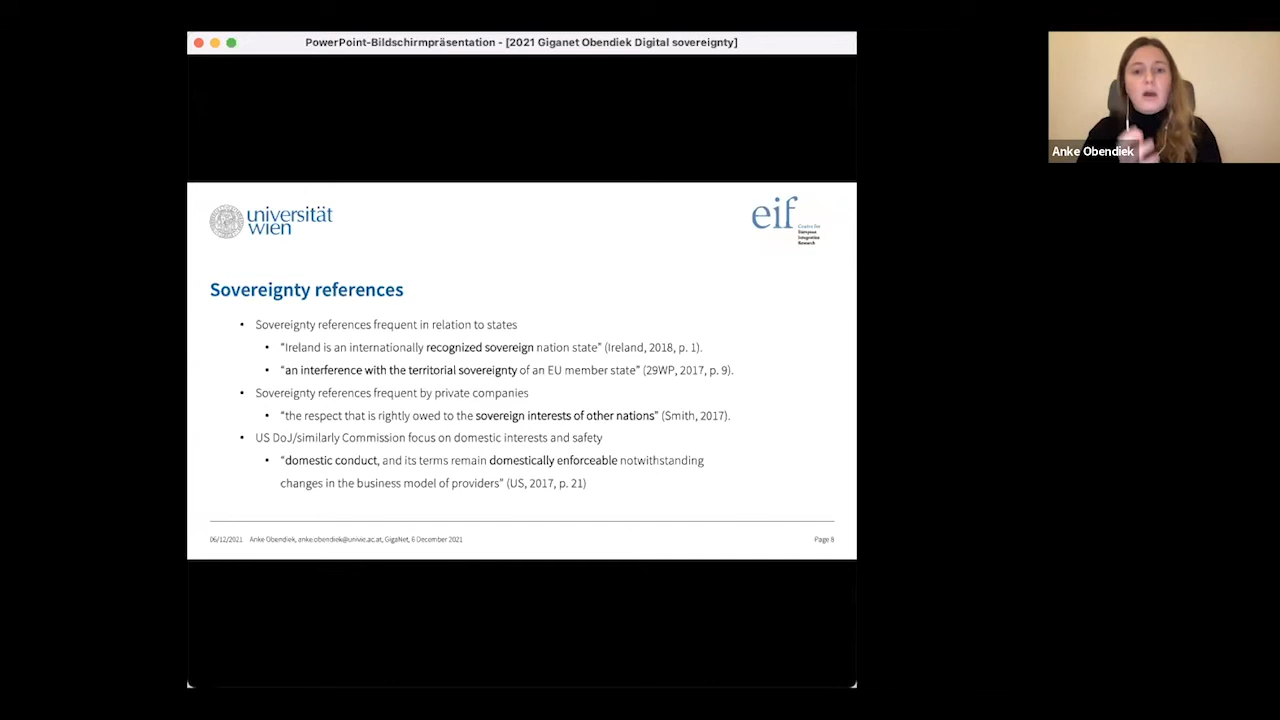 PowerPoint-Bildschirmpräsentation - [2021 Giganet Obendiek Digital sovereignty]
Anke Obendiek
universität
wien
eif
Centre for
European
Integration
Research
Sovereignty references
• Sovereignty references frequent in relation to states
• “Ireland is an internationally recognized sovereign nation state” (Ireland, 2018, p. 1).
• “an interference with the territorial sovereignty of an EU member state” (29WP, 2017, p. 9).
• Sovereignty references frequent by private companies
• “the respect that is rightly owed to the sovereign interests of other nations” (Smith, 2017).
• US DoJ/similarly Commission focus on domestic interests and safety
• “domestic conduct, and its terms remain domestically enforceable notwithstanding
changes in the business model of providers” (US, 2017, p. 21)
06/12/2021 Anke Obendiek, anke.obendiek@univie.ac.at, GigaNet, 6 December 2021
Page 8